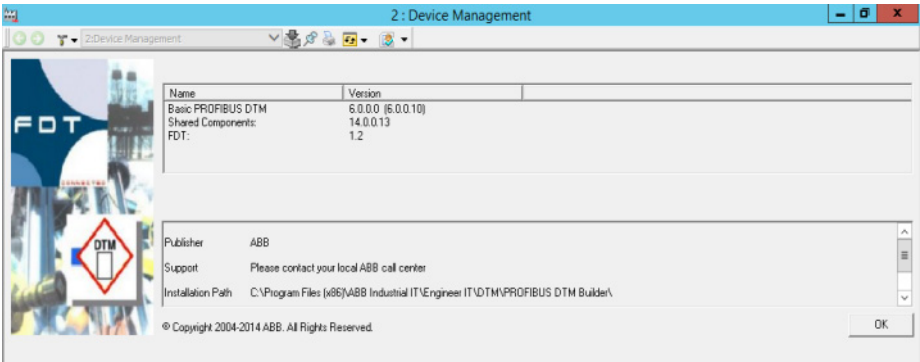 2 : Device Management
2:Device Management
Name Version
Basic PROFIBUS DTM 6.0.0.0 (6.0.0.10)
Shared Components: 14.0.0.13
FDT: 1.2
FDT
CONNECTED
DTM
Publisher ABB
Support Please contact your local ABB call center
Installation Path C:\Program Files (x86)\ABB Industrial IT\Engineer IT\DTM\PROFIBUS DTM Builder\
© Copyright 2004-2014 ABB. All Rights Reserved.
OK